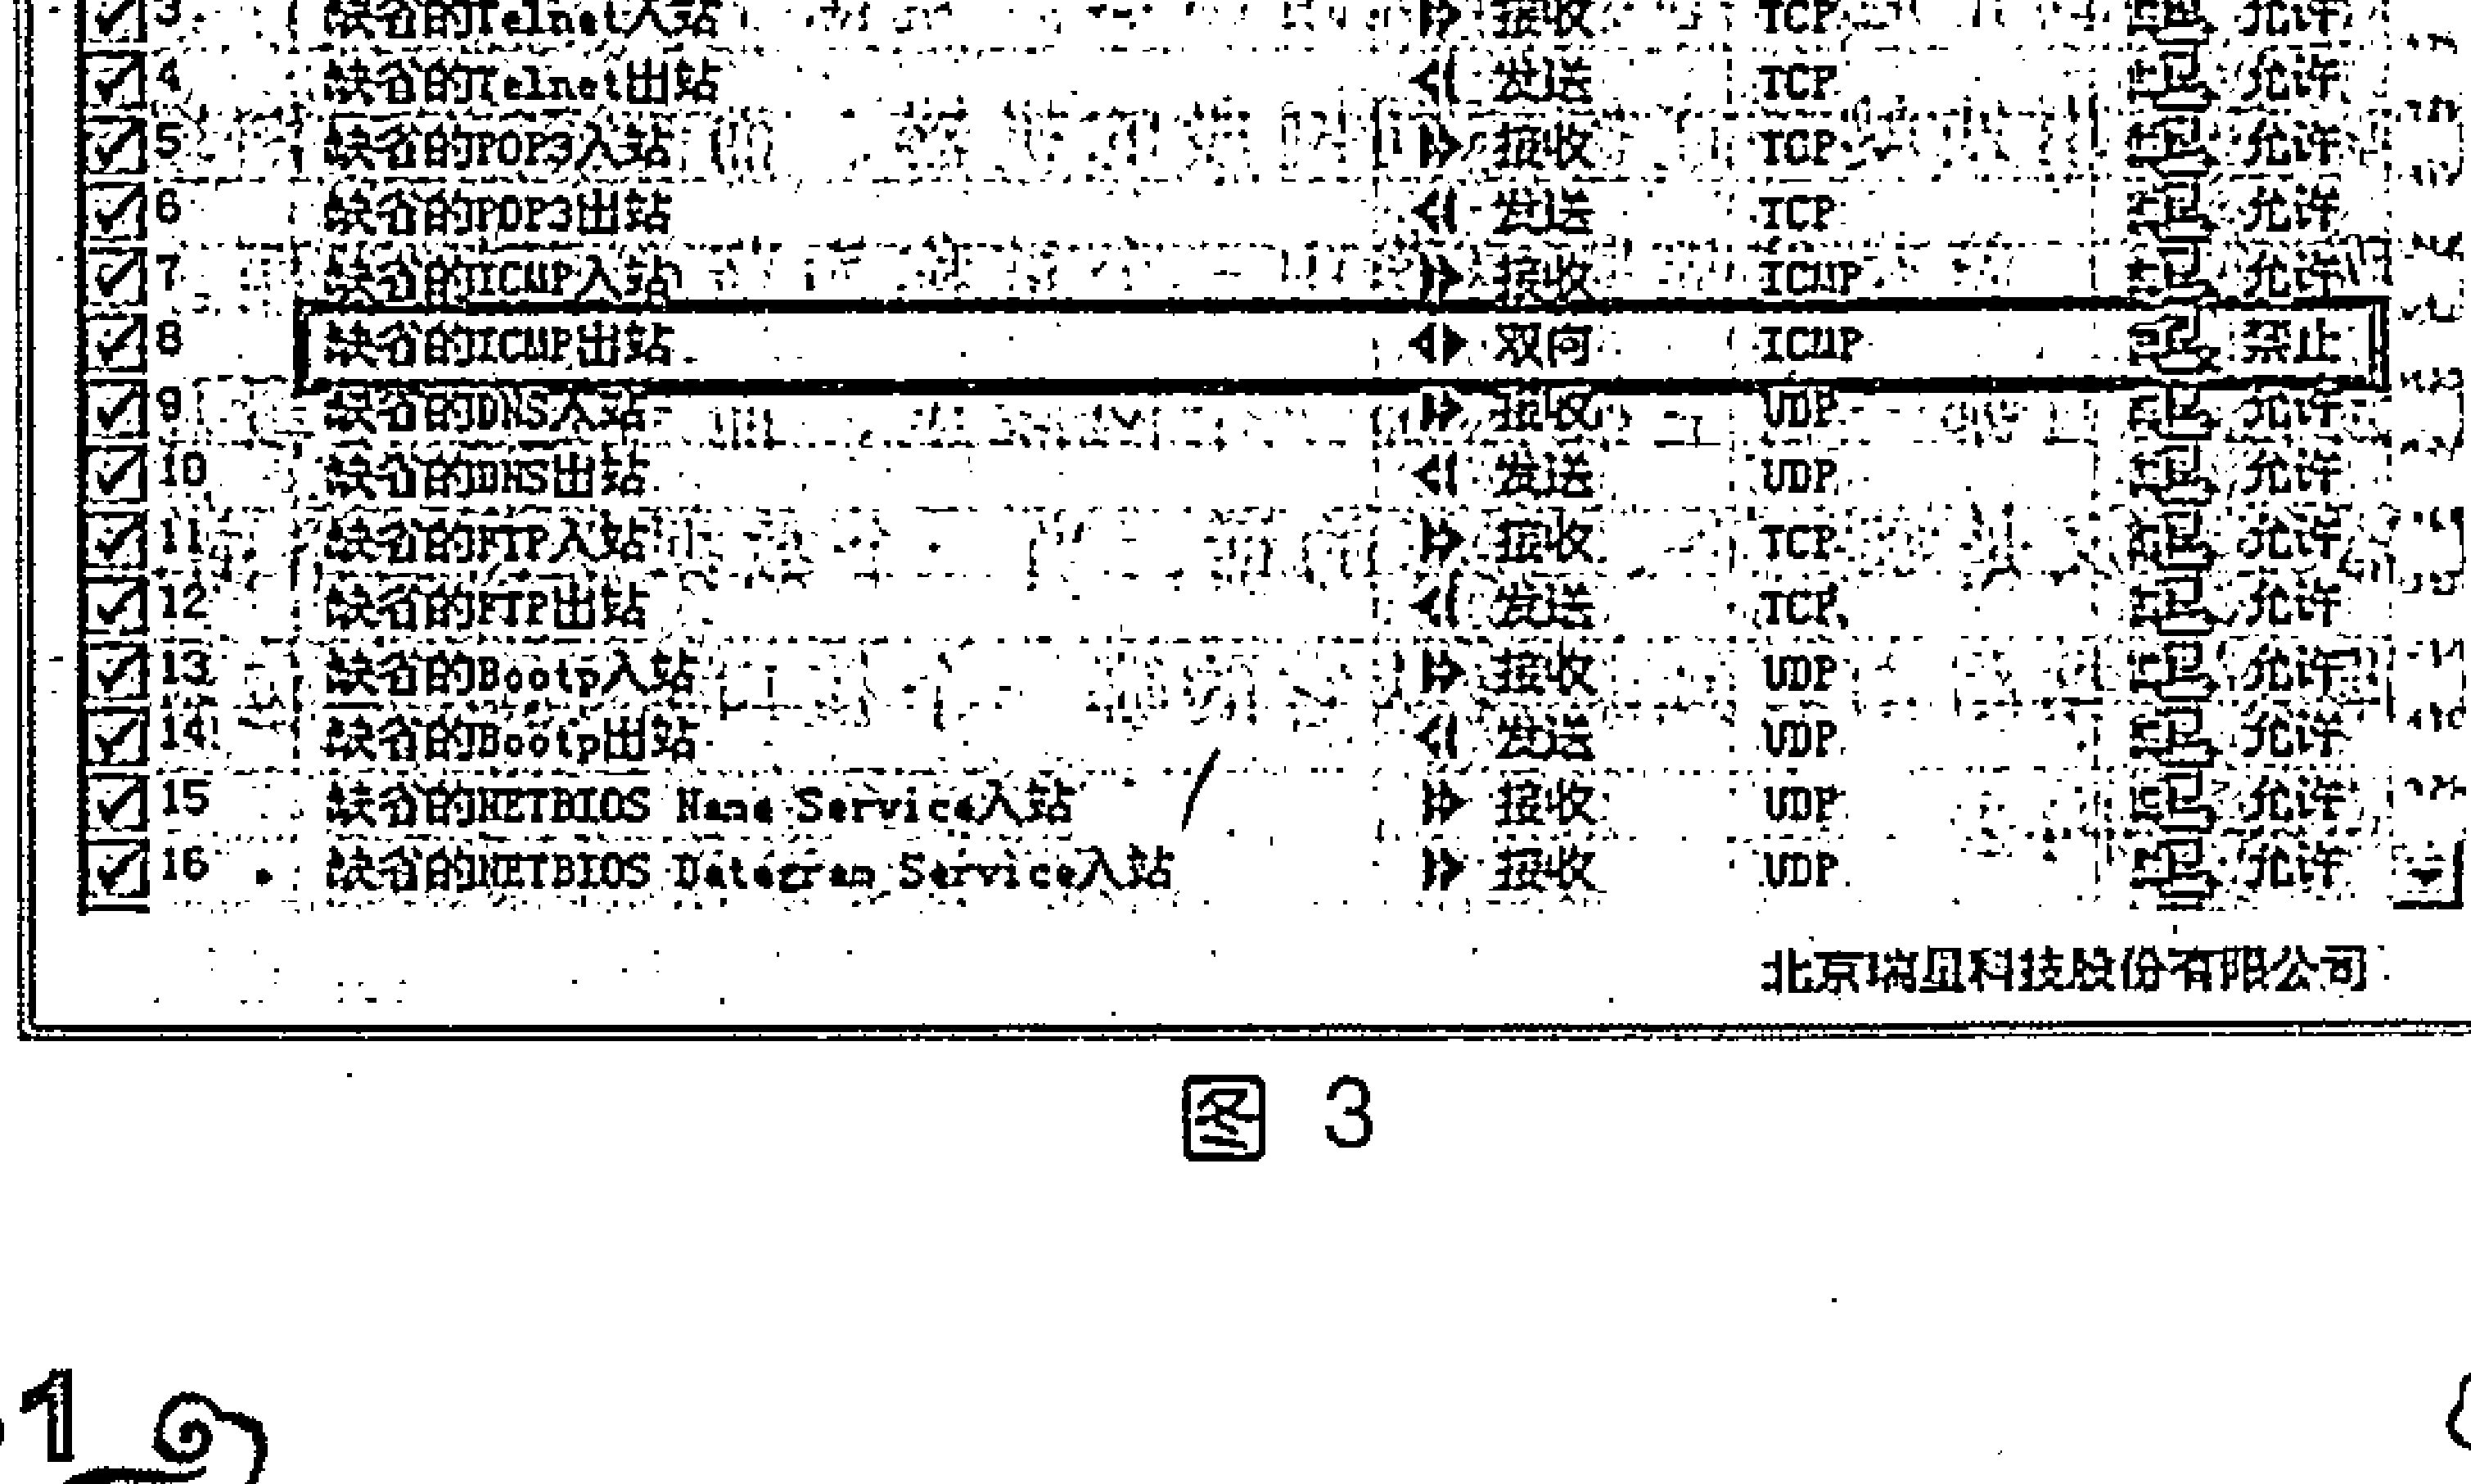 3 缺省的Telnet入站 接收 TCP 允许
4 缺省的Telnet出站 发送 TCP 允许
5 缺省的POP3入站 接收 TCP 允许
6 缺省的POP3出站 发送 TCP 允许
7 缺省的ICMP入站 接收 ICMP 允许
8 缺省的ICMP出站 双向 ICMP 禁止
9 缺省的DNS入站 接收 UDP 允许
10 缺省的DNS出站 发送 UDP 允许
11 缺省的FTP入站 接收 TCP 允许
12 缺省的FTP出站 发送 TCP 允许
13 缺省的Bootp入站 接收 UDP 允许
14 缺省的Bootp出站 发送 UDP 允许
15 缺省的NETBIOS Name Service入站 接收 UDP 允许
16 缺省的NETBIOS Datagram Service入站 接收 UDP 允许
北京瑞星科技股份有限公司
图 3